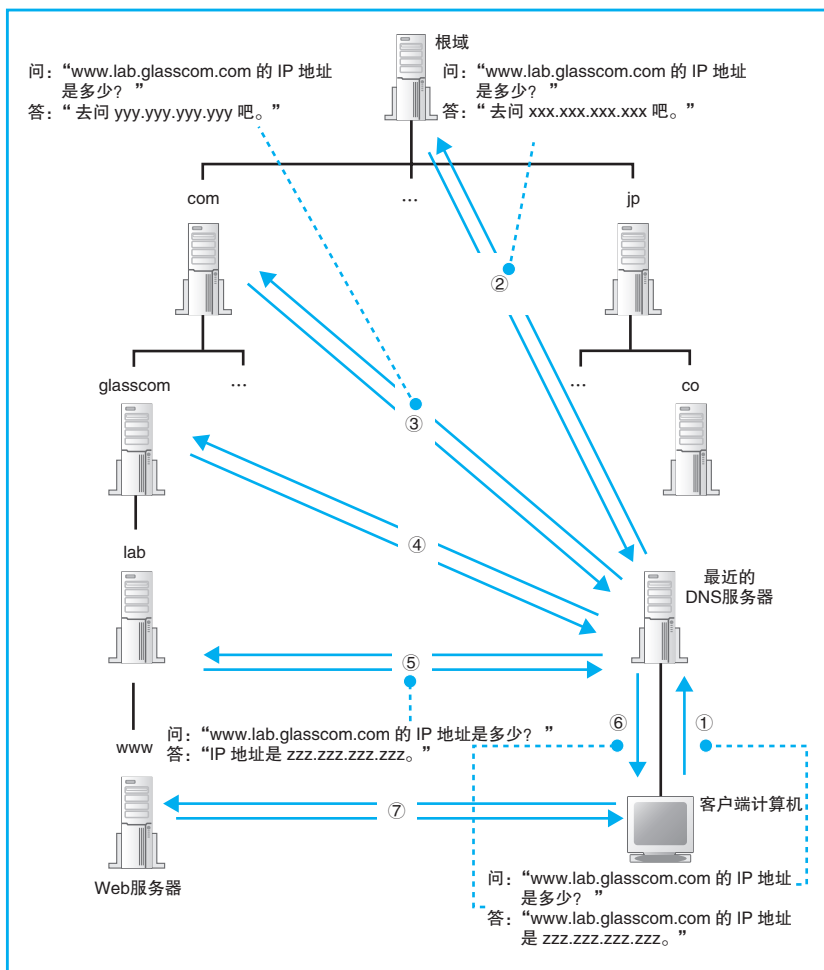 根域
问：“www.lab.glasscom.com 的 IP 地址
是多少？”
答：“去问 yyy.yyy.yyy.yyy 吧。”
问：“www.lab.glasscom.com 的 IP 地址
是多少？”
答：“去问 xxx.xxx.xxx.xxx 吧。”
com
...
jp
②
glasscom
...
...
co
③
④
lab
最近的
DNS服务器
⑤
⑥
①
问：“www.lab.glasscom.com 的 IP 地址是多少？”
答：“IP 地址是 zzz.zzz.zzz.zzz。”
www
⑦
客户端计算机
Web服务器
问：“www.lab.glasscom.com 的 IP 地址
是多少？”
答：“www.lab.glasscom.com 的 IP 地址
是 zzz.zzz.zzz.zzz。”